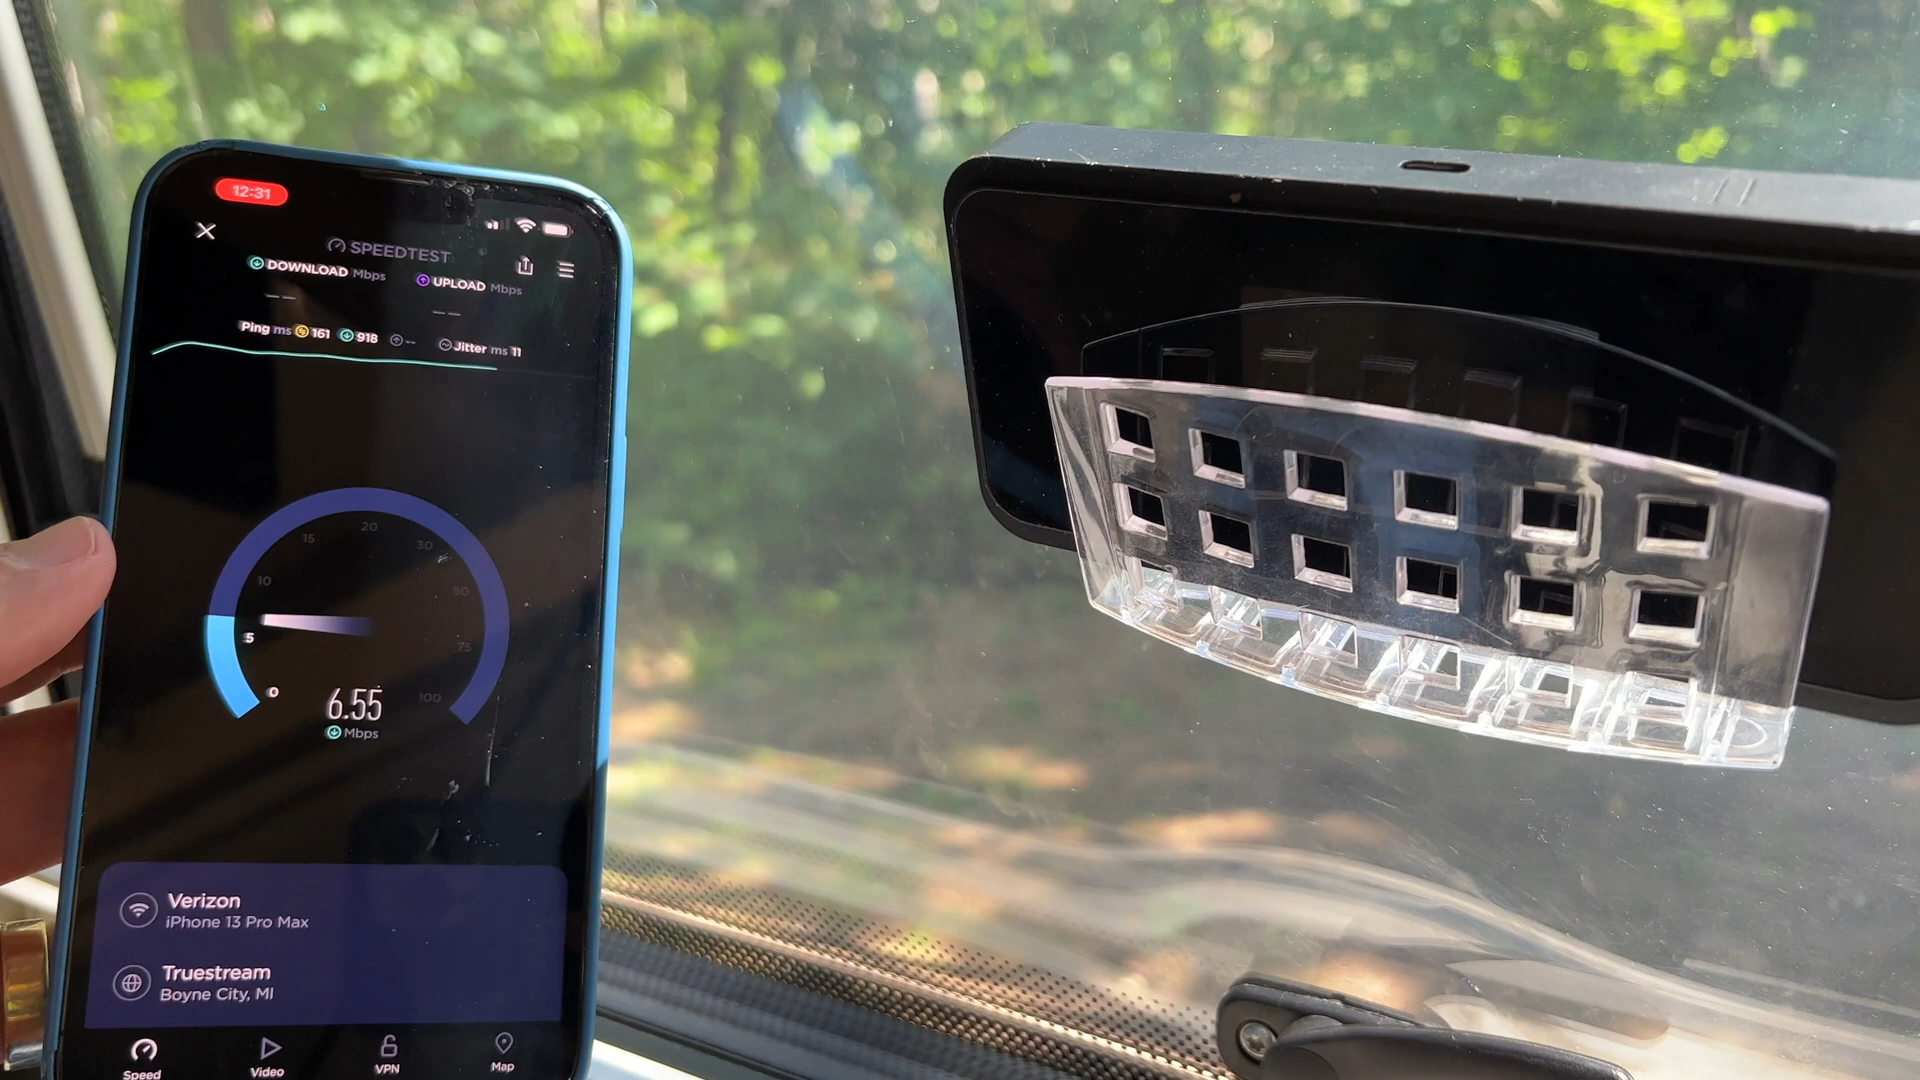 12:31
SPEEDTEST
DOWNLOAD Mbps
UPLOAD Mbps
-- --
Ping ms 161 918 -- Jitter ms 11
0
5
10
15
20
30
50
75
100
6.55
Mbps
Verizon
iPhone 13 Pro Max
Truestream
Boyne City, MI
Speed Video VPN Map